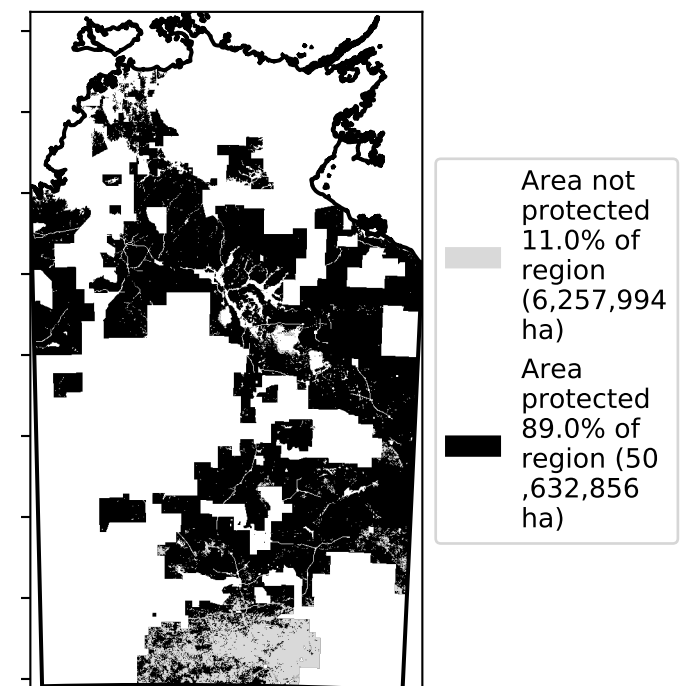 Area not
protected
11.0% of
region
(6,257,994
ha)
Area
protected
89.0% of
region (50
,632,856
ha)